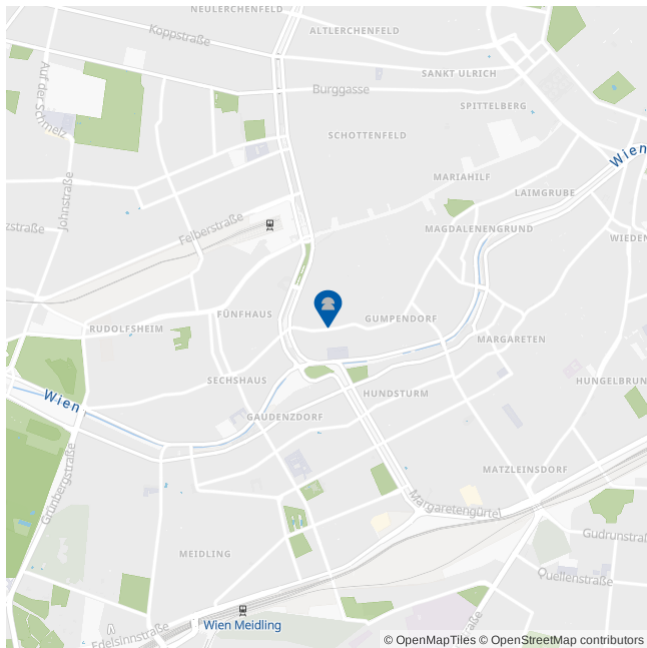 NEULERCHENFELD
Koppstraße
ALTLERCHENFELD
Auf der Schmelz
SANKT ULRICH
Burggasse
SPITTELBERG
SCHOTTENFELD
Wien
MARIAHILF
Johnstraße
LAIMGRUBE
Felberstraße
zstraße
MAGDALENENGRUND
WIEDEN
FÜNFHAUS
GUMPENDORF
RUDOLFSHEIM
MARGARETEN
SECHSHAUS
HUNGELBRUN
HUNDSTURM
Wien
GAUDENZDORF
MATZLEINSDORF
Grünbergstraße
Margaretengürtel
Gudrunstraß
MEIDLING
Quellenstraße
Edelsinnstraße
Wien Meidling
raße
© OpenMapTiles © OpenStreetMap contributors